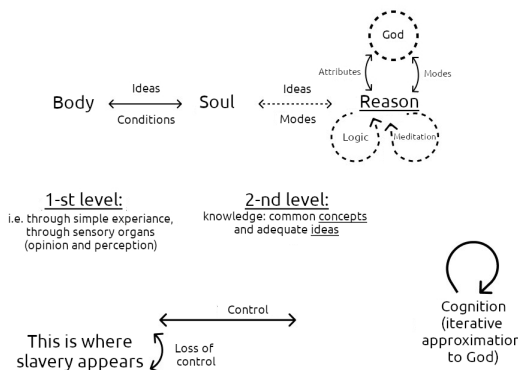 God
Attributes
Modes
Ideas
Ideas
Body
Soul
Reason
Conditions
Modes
Logic
Meditation
1-st level:
i.e. through simple experiance,
through sensory organs
(opinion and perception)
2-nd level:
knowledge: common concepts
and adequate ideas
Control
This is where
slavery appears
Loss of
control
Cognition
(iterative
approximation
to God)